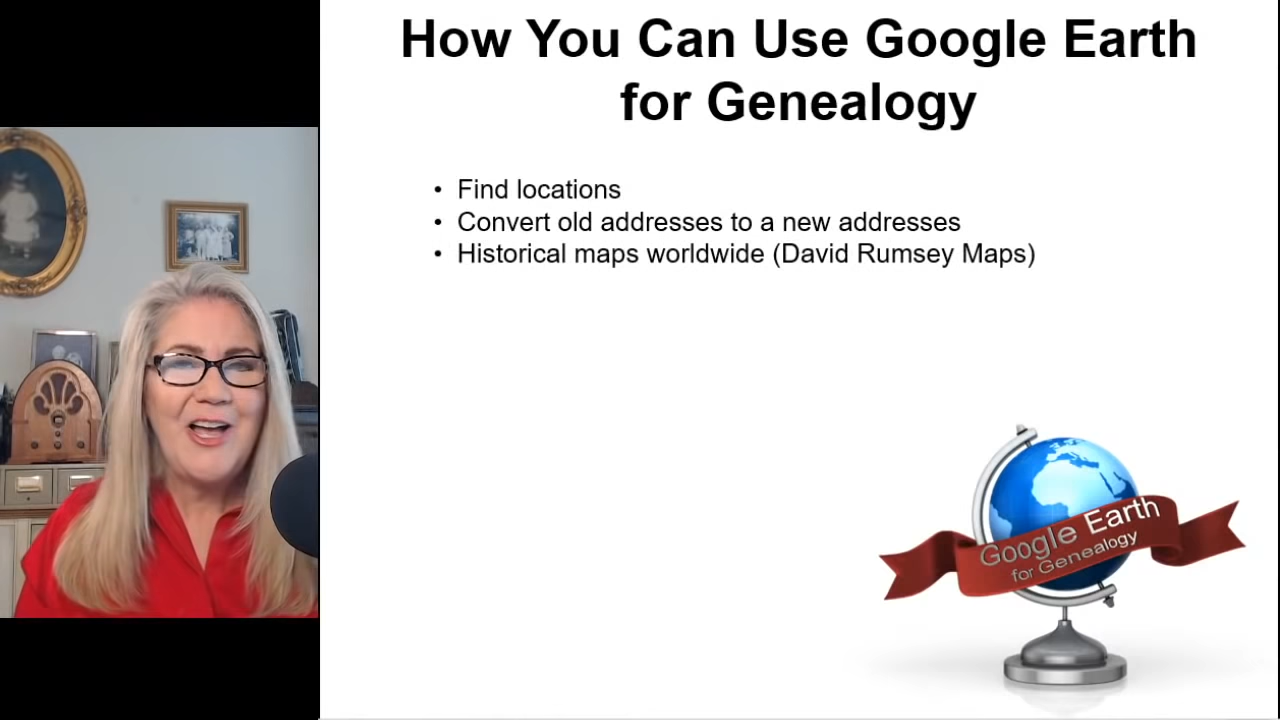 How You Can Use Google Earth
for Genealogy
• Find locations
• Convert old addresses to a new addresses
• Historical maps worldwide (David Rumsey Maps)
Google Earth
for Genealogy